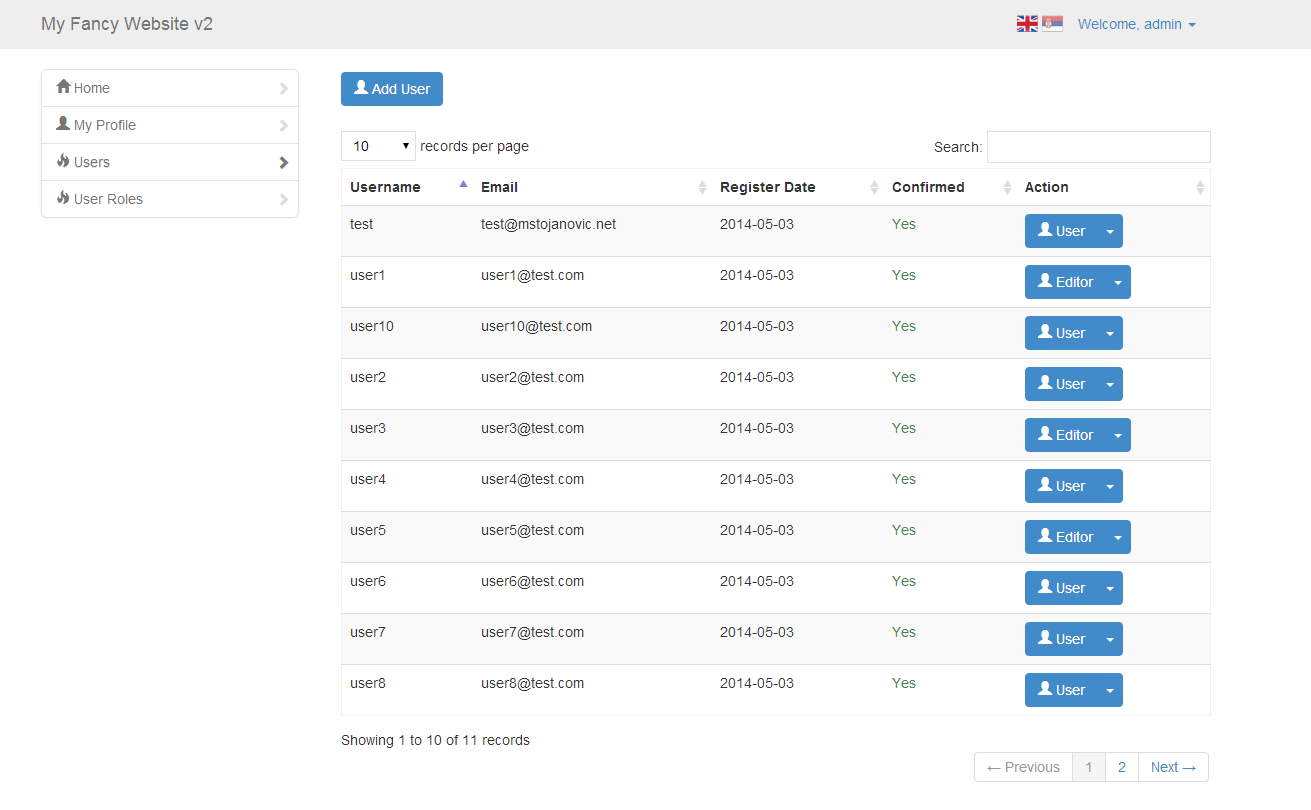 My Fancy Website v2 Welcome, admin
Home
My Profile
Users
User Roles
Add User
10 records per page Search:
Username Email Register Date Confirmed Action
test test@mstojanovic.net 2014-05-03 Yes User
user1 user1@test.com 2014-05-03 Yes Editor
user10 user10@test.com 2014-05-03 Yes User
user2 user2@test.com 2014-05-03 Yes User
user3 user3@test.com 2014-05-03 Yes Editor
user4 user4@test.com 2014-05-03 Yes User
user5 user5@test.com 2014-05-03 Yes Editor
user6 user6@test.com 2014-05-03 Yes User
user7 user7@test.com 2014-05-03 Yes User
user8 user8@test.com 2014-05-03 Yes User
Showing 1 to 10 of 11 records
← Previous 1 2 Next →